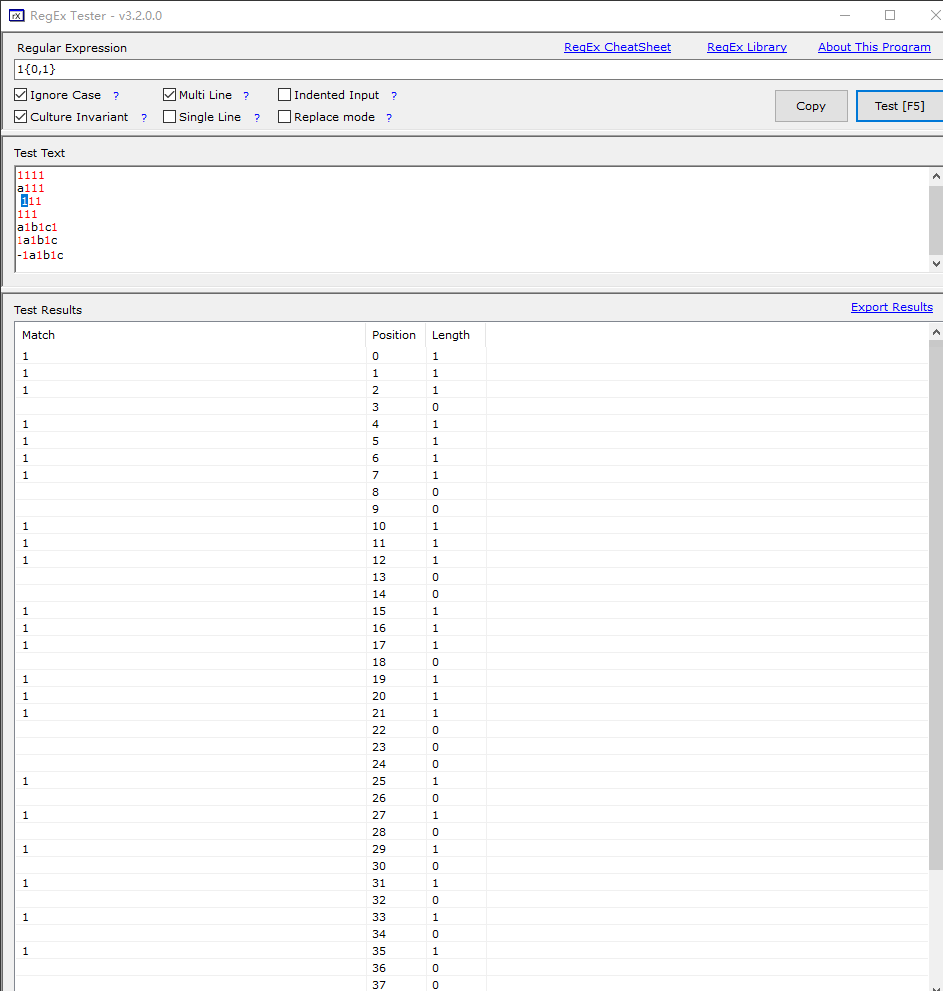 RegEx Tester - v3.2.0.0
Regular Expression RegEx CheatSheet RegEx Library About This Program
1{0,1}
Ignore Case ? Multi Line ? Indented Input ?
Culture Invariant ? Single Line ? Replace mode ?
Copy Test [F5]
Test Text
1111
a111
111
111
a1b1c1
1a1b1c
-1a1b1c
Test Results Export Results
Match Position Length
1 0 1
1 1 1
1 2 1
3 0
1 4 1
1 5 1
1 6 1
1 7 1
8 0
9 0
1 10 1
1 11 1
1 12 1
13 0
14 0
1 15 1
1 16 1
1 17 1
18 0
1 19 1
1 20 1
1 21 1
22 0
23 0
24 0
1 25 1
26 0
1 27 1
28 0
1 29 1
30 0
1 31 1
32 0
1 33 1
34 0
1 35 1
36 0
37 0